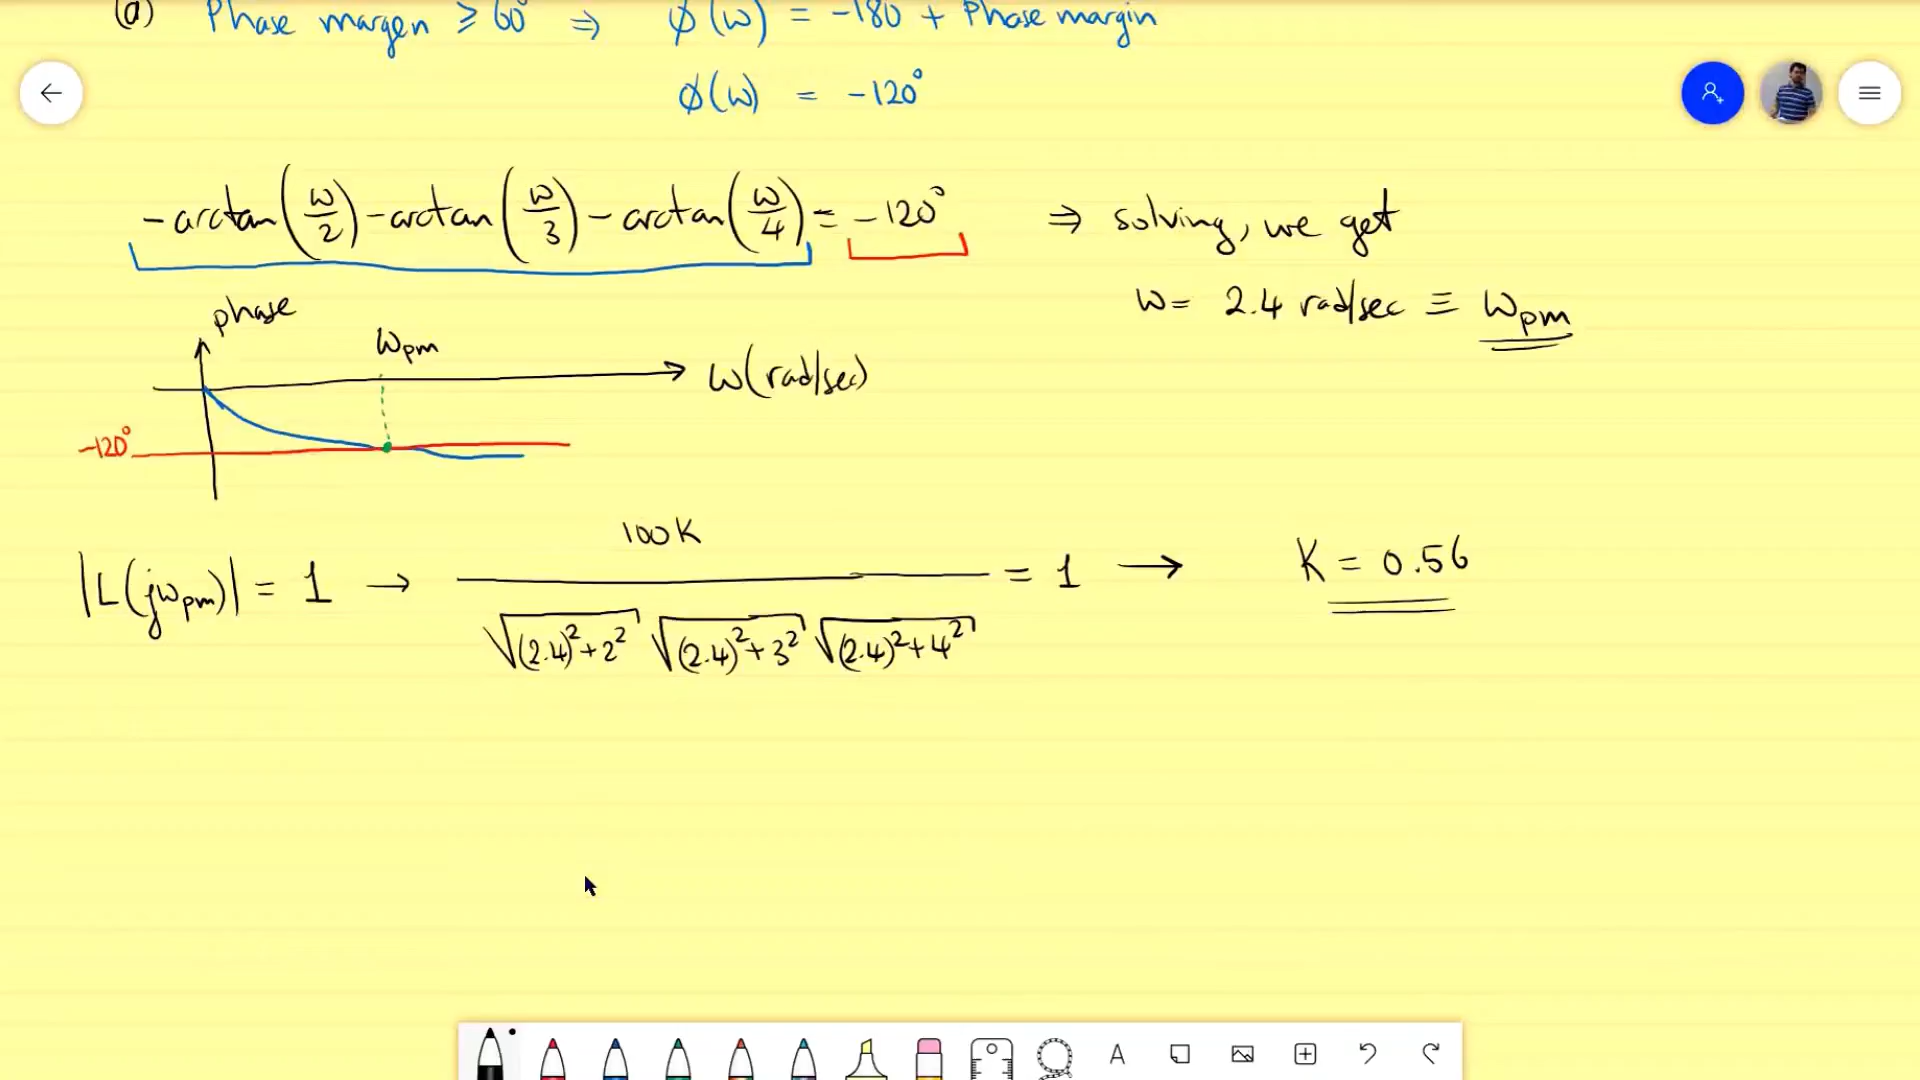 (a) Phase margen ≥ 60° ⇒ ϕ(ω) = -180 + Phase margin
ϕ(ω) = -120°
-arctan(ω/2) - arctan(ω/3) - arctan(ω/4) = -120° ⇒ solving, we get
ω = 2.4 rad/sec ≡ ωpm
phase
ωpm
ω(rad/sec)
-120°
|L(jωpm)| = 1 → 100K / (√((2.4)²+2²) √((2.4)²+3²) √((2.4)²+4²)) = 1 → K = 0.56
A